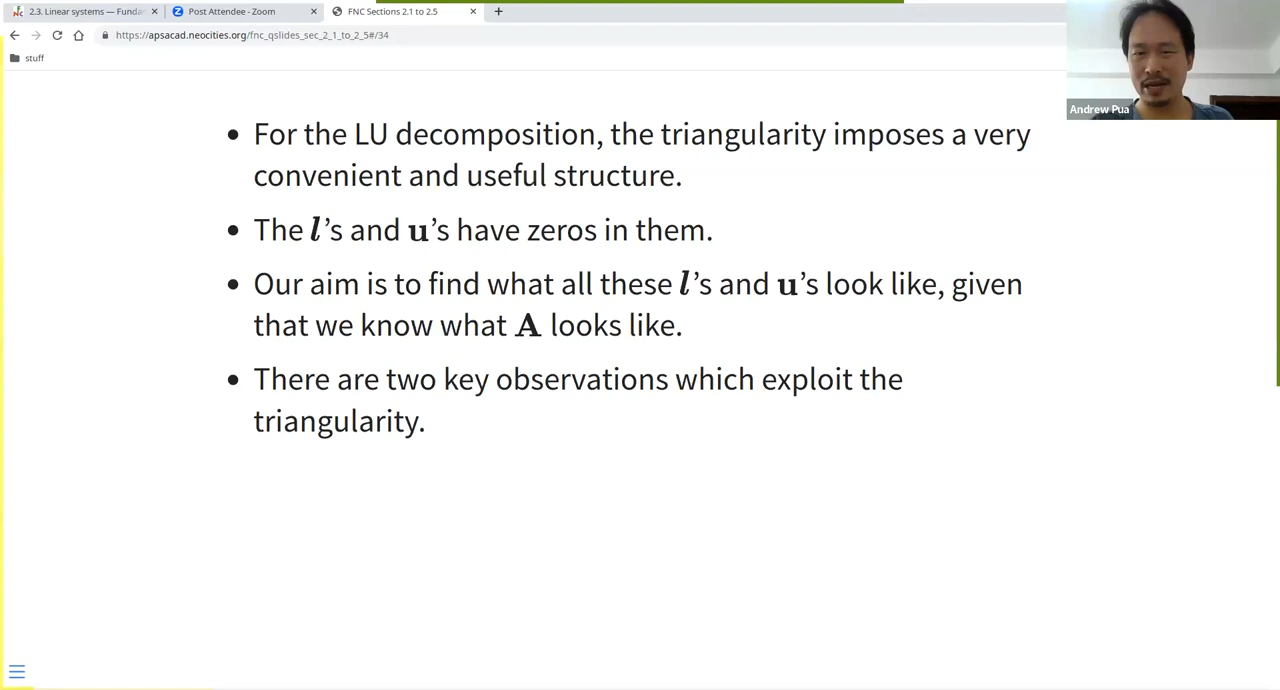 2.3. Linear systems — Funda
Post Attendee - Zoom
FNC Sections 2.1 to 2.5
https://apsacad.neocities.org/fnc_qslides_sec_2_1_to_2_5#/34
stuff
Andrew Pua
• For the LU decomposition, the triangularity imposes a very
convenient and useful structure.
• The l’s and u’s have zeros in them.
• Our aim is to find what all these l’s and u’s look like, given
that we know what A looks like.
• There are two key observations which exploit the
triangularity.